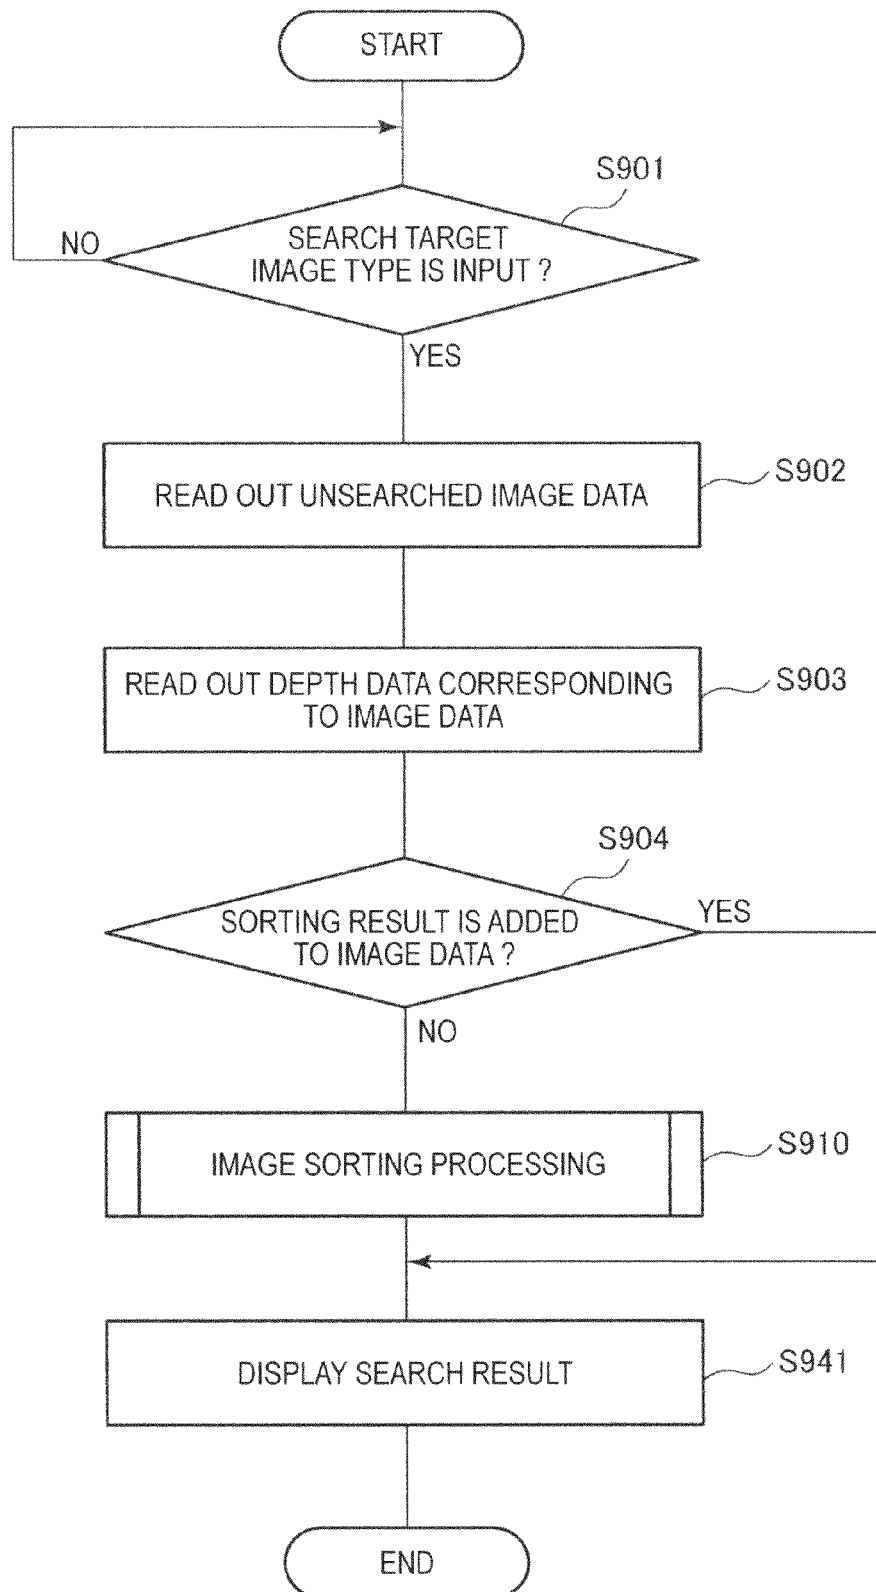 START
S901
SEARCH TARGET
IMAGE TYPE IS INPUT ?
NO
YES
READ OUT UNSEARCHED IMAGE DATA
S902
READ OUT DEPTH DATA CORRESPONDING
TO IMAGE DATA
S903
S904
SORTING RESULT IS ADDED
TO IMAGE DATA ?
YES
NO
IMAGE SORTING PROCESSING
S910
DISPLAY SEARCH RESULT
S941
END